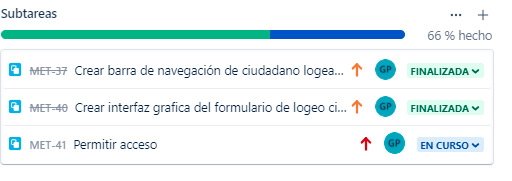 Subtareas
66 % hecho
MET-37 Crear barra de navegación de ciudadano logea... GP FINALIZADA
MET-40 Crear interfaz grafica del formulario de logeo ci... GP FINALIZADA
MET-41 Permitir acceso GP EN CURSO